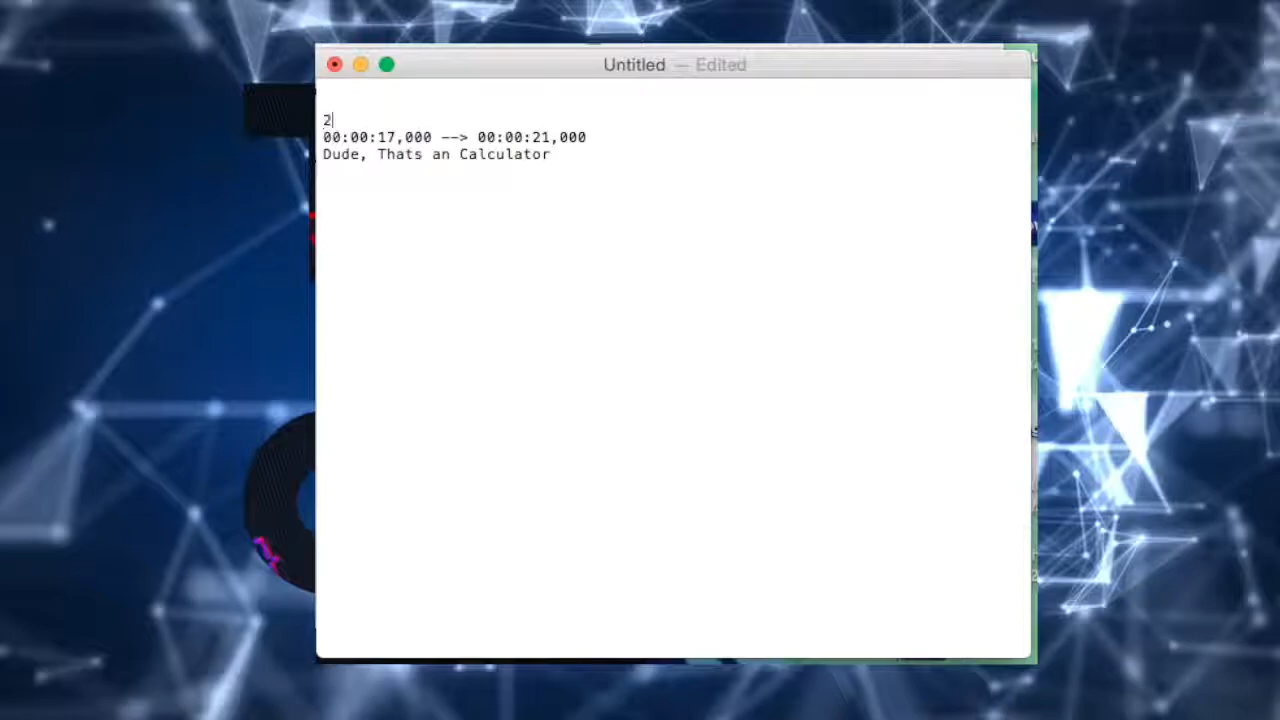 Untitled — Edited
2
00:00:17,000 --> 00:00:21,000
Dude, Thats an Calculator